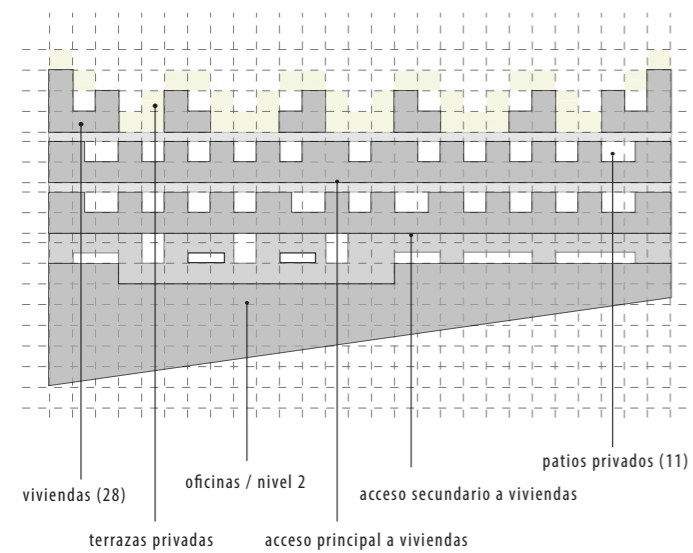 patios privados (11)
oficinas / nivel 2
viviendas (28)
acceso secundario a viviendas
terrazas privadas
acceso principal a viviendas